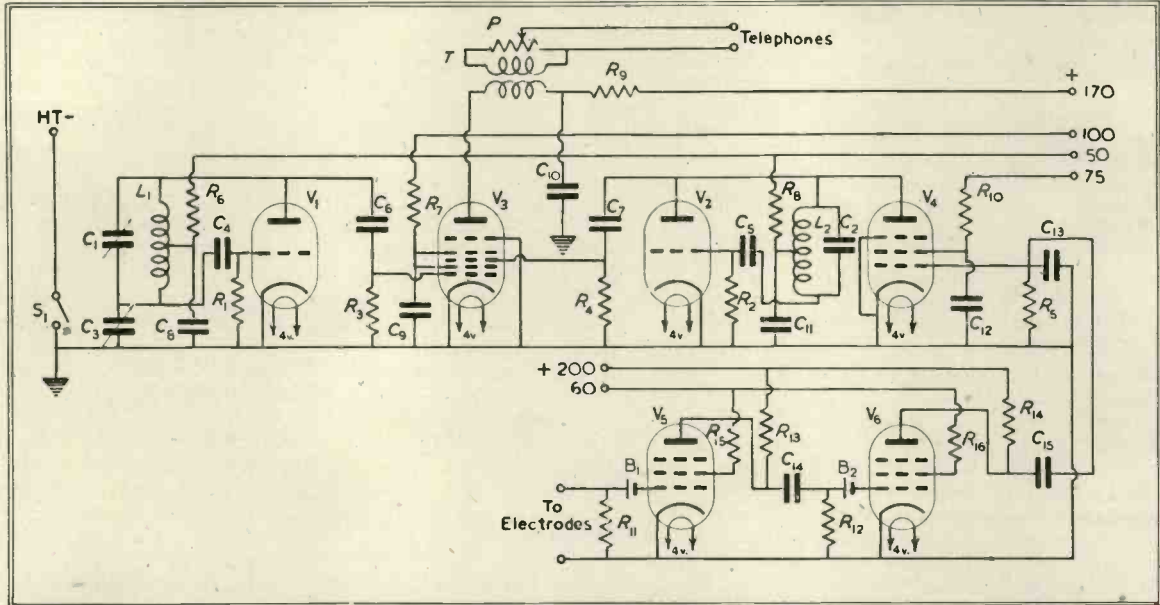 P
Telephones
T
R9
+
170
HT-
100
50
75
L1
R6
V1
C6
R7
V3
C10
C7
V2
R8
V4
R10
C1
C4
C5
L2
C2
C13
S1
C3
C8
R1
R3
C9
R4
R2
C11
C12
R5
4v.
4v
4v.
4v.
+ 200
60
V5
V6
R15
R13
R14
R16
B1
C14
B2
C15
To
Electrodes
R11
R12
4v.
4v.